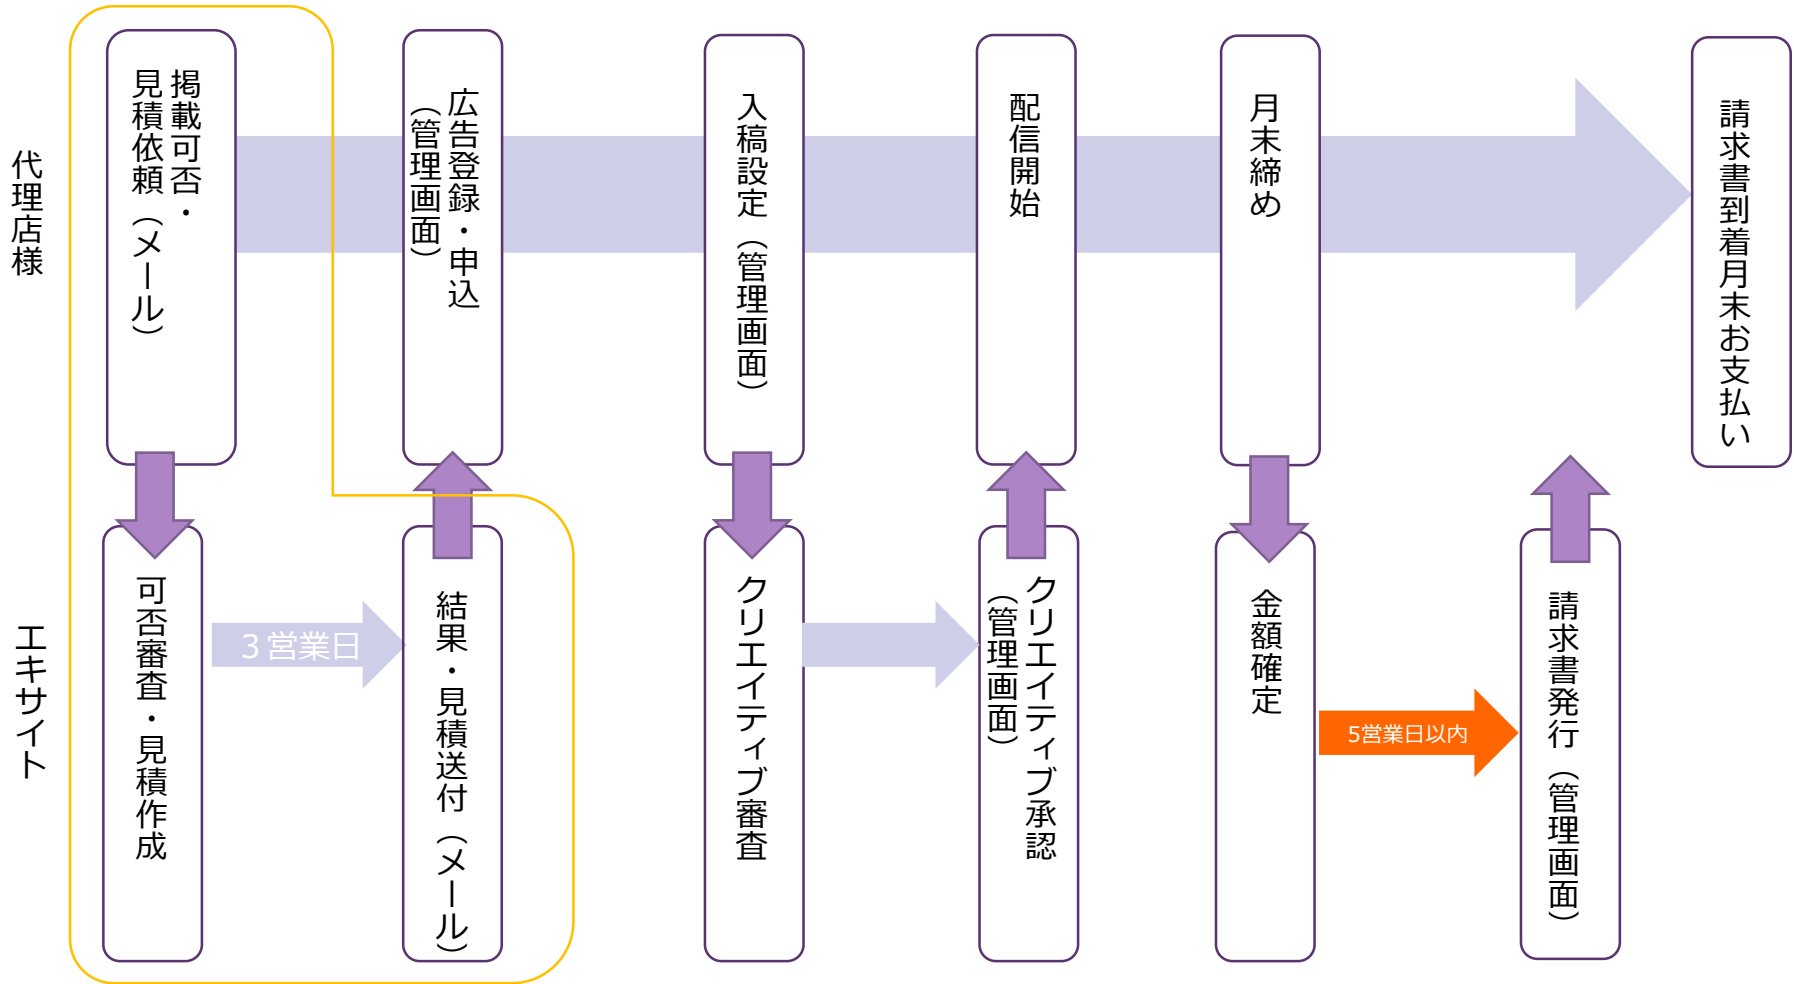 代理店様
掲載可否・
見積依頼（メール）
広告登録・申込
（管理画面）
入稿設定（管理画面）
配信開始
月末締め
請求書到着月末お支払い
エキサイト
可否審査・見積作成
３営業日
結果・見積送付（メール）
クリエイティブ審査
クリエイティブ承認
（管理画面）
金額確定
5営業日以内
請求書発行（管理画面）